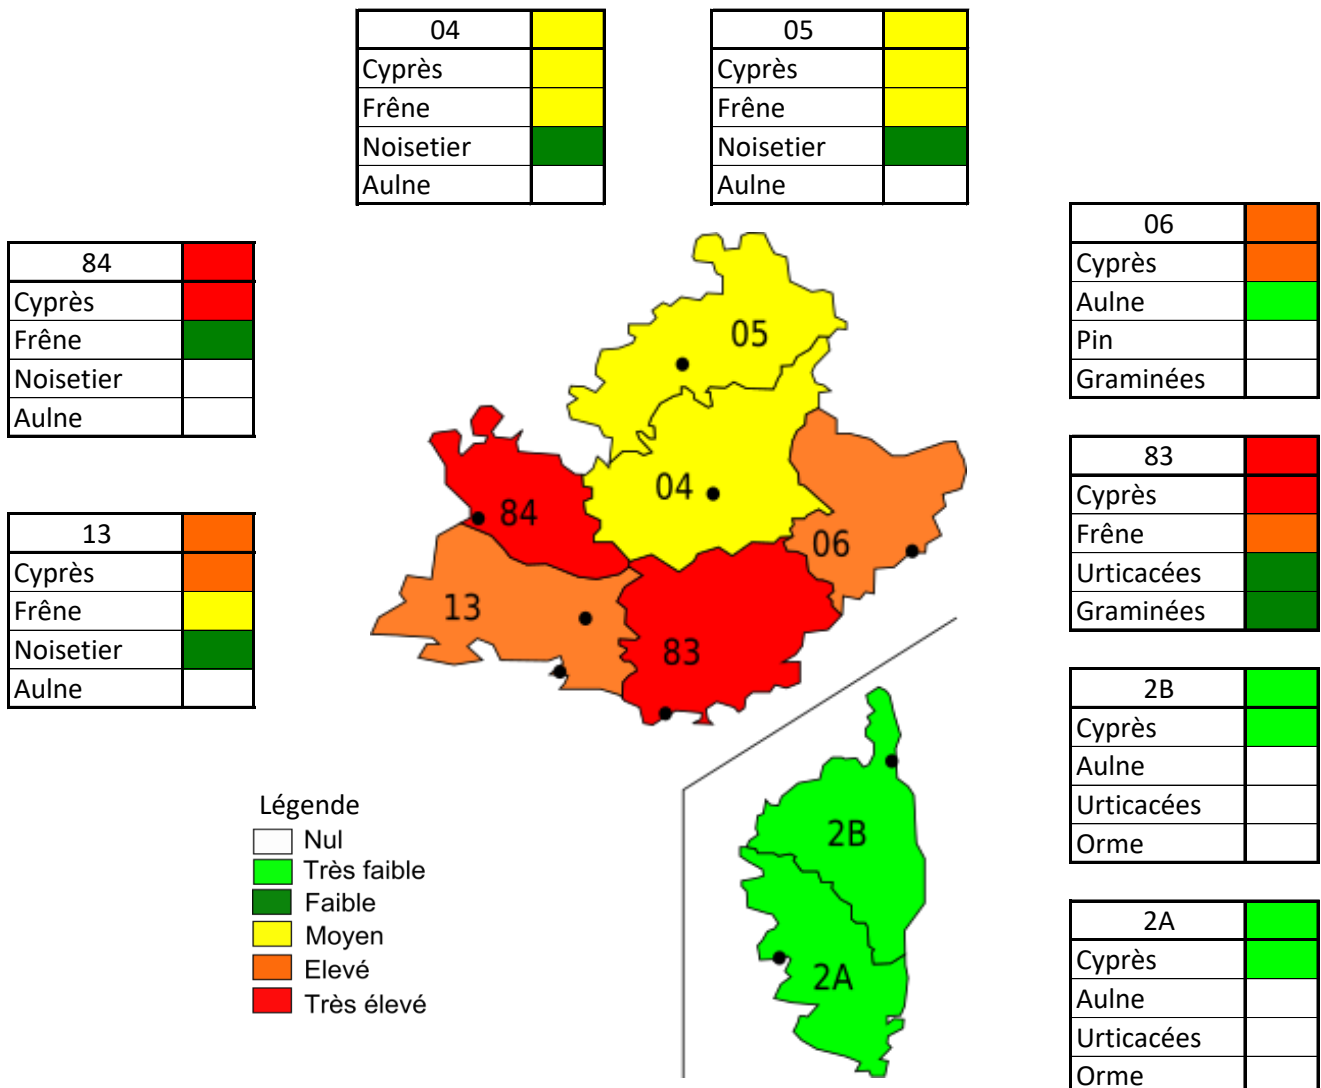 04
Cyprès
Frêne
Noisetier
Aulne
05
Cyprès
Frêne
Noisetier
Aulne
84
Cyprès
Frêne
Noisetier
Aulne
13
Cyprès
Frêne
Noisetier
Aulne
05
04
84
06
13
83
2B
2A
06
Cyprès
Aulne
Pin
Graminées
83
Cyprès
Frêne
Urticacées
Graminées
2B
Cyprès
Aulne
Urticacées
Orme
2A
Cyprès
Aulne
Urticacées
Orme
Légende
Nul
Très faible
Faible
Moyen
Elevé
Très élevé